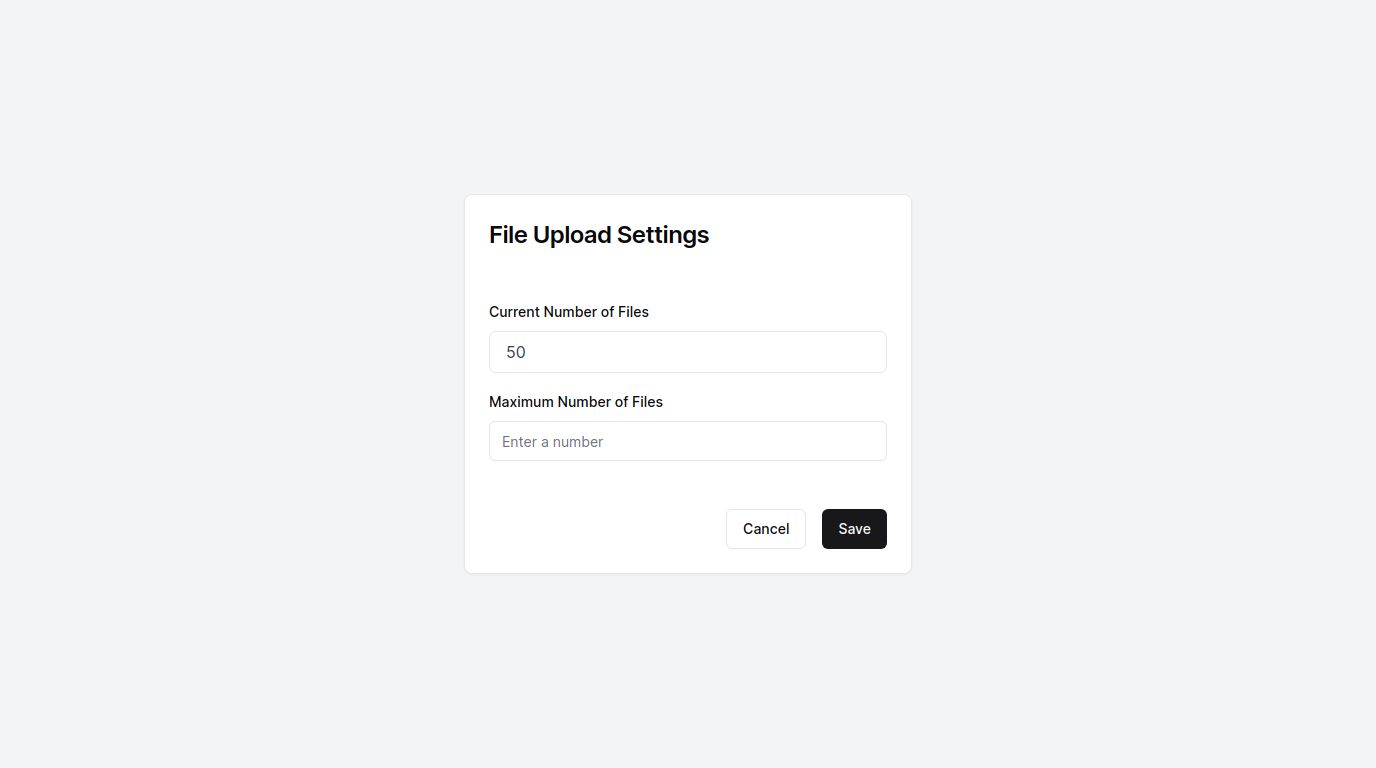 File Upload Settings
Current Number of Files
50
Maximum Number of Files
Enter a number
Cancel Save